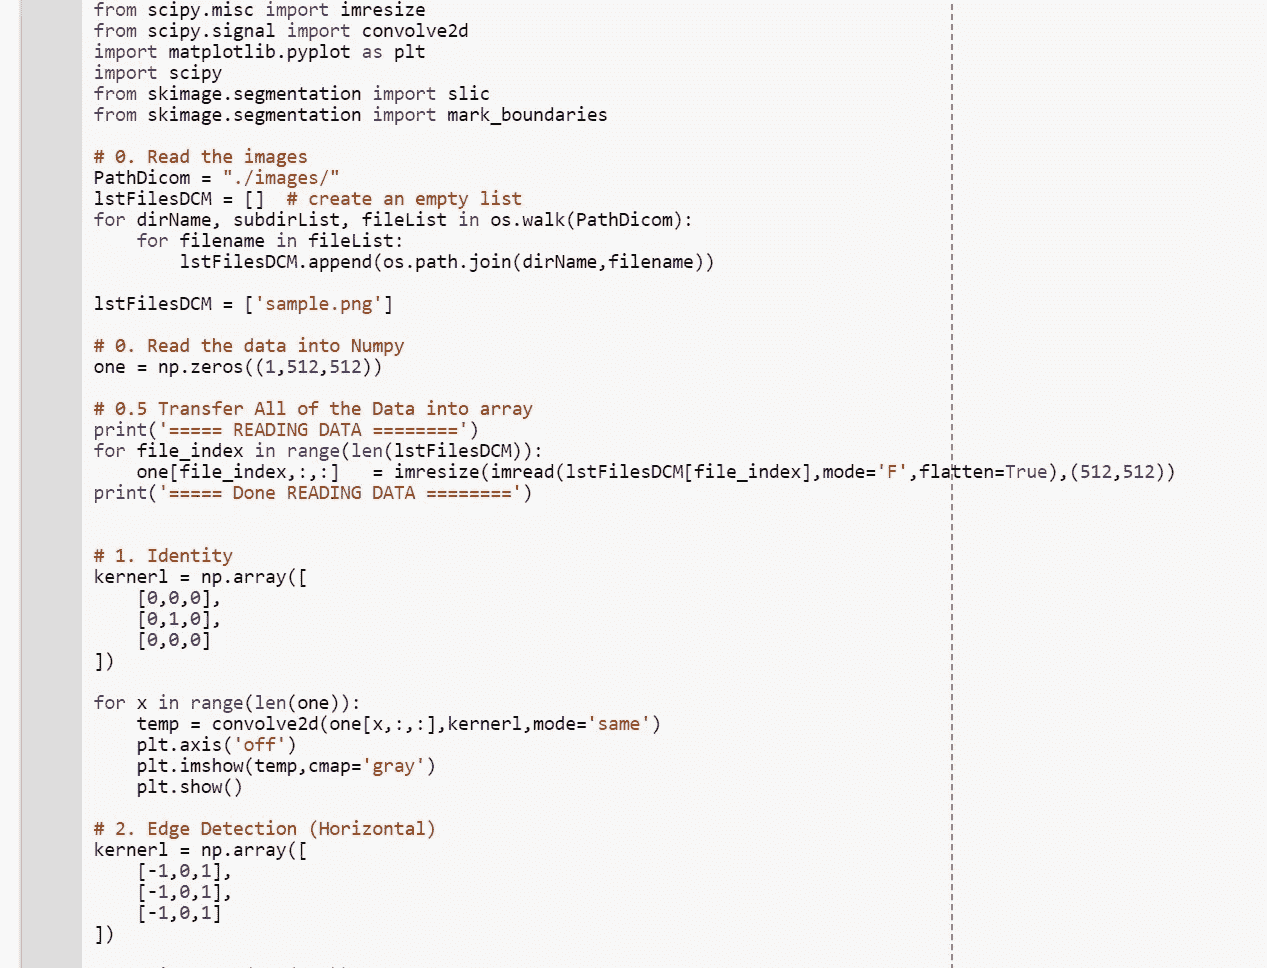 from scipy.misc import imresize
from scipy.signal import convolve2d
import matplotlib.pyplot as plt
import scipy
from skimage.segmentation import slic
from skimage.segmentation import mark_boundaries
# 0. Read the images
PathDicom = "./images/"
lstFilesDCM = []  # create an empty list
for dirName, subdirList, fileList in os.walk(PathDicom):
    for filename in fileList:
        lstFilesDCM.append(os.path.join(dirName,filename))
lstFilesDCM = ['sample.png']
# 0. Read the data into Numpy
one = np.zeros((1,512,512))
# 0.5 Transfer All of the Data into array
print('===== READING DATA ========')
for file_index in range(len(lstFilesDCM)):
    one[file_index,:,:]   = imresize(imread(lstFilesDCM[file_index],mode='F',flatten=True),(512,512))
print('===== Done READING DATA ========')
# 1. Identity
kernerl = np.array([
    [0,0,0],
    [0,1,0],
    [0,0,0]
])
for x in range(len(one)):
    temp = convolve2d(one[x,:,:],kernerl,mode='same')
    plt.axis('off')
    plt.imshow(temp,cmap='gray')
    plt.show()
# 2. Edge Detection (Horizontal)
kernerl = np.array([
    [-1,0,1],
    [-1,0,1],
    [-1,0,1]
])